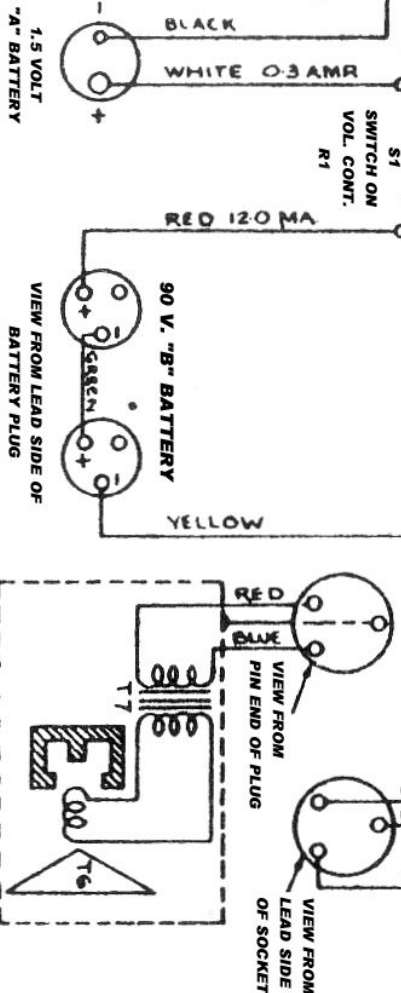 BLACK
WHITE 0.3 AMP
1.5 VOLT
"A" BATTERY
-
+
S1
SWITCH ON
VOL. CONT.
R1
RED 12.0 MA
90 V. "B" BATTERY
+
-
GREEN
+
-
VIEW FROM LEAD SIDE OF
BATTERY PLUG
YELLOW
RED
BLUE
VIEW FROM
PIN END OF PLUG
T7
T6
VIEW FROM
LEAD SIDE
OF SOCKET